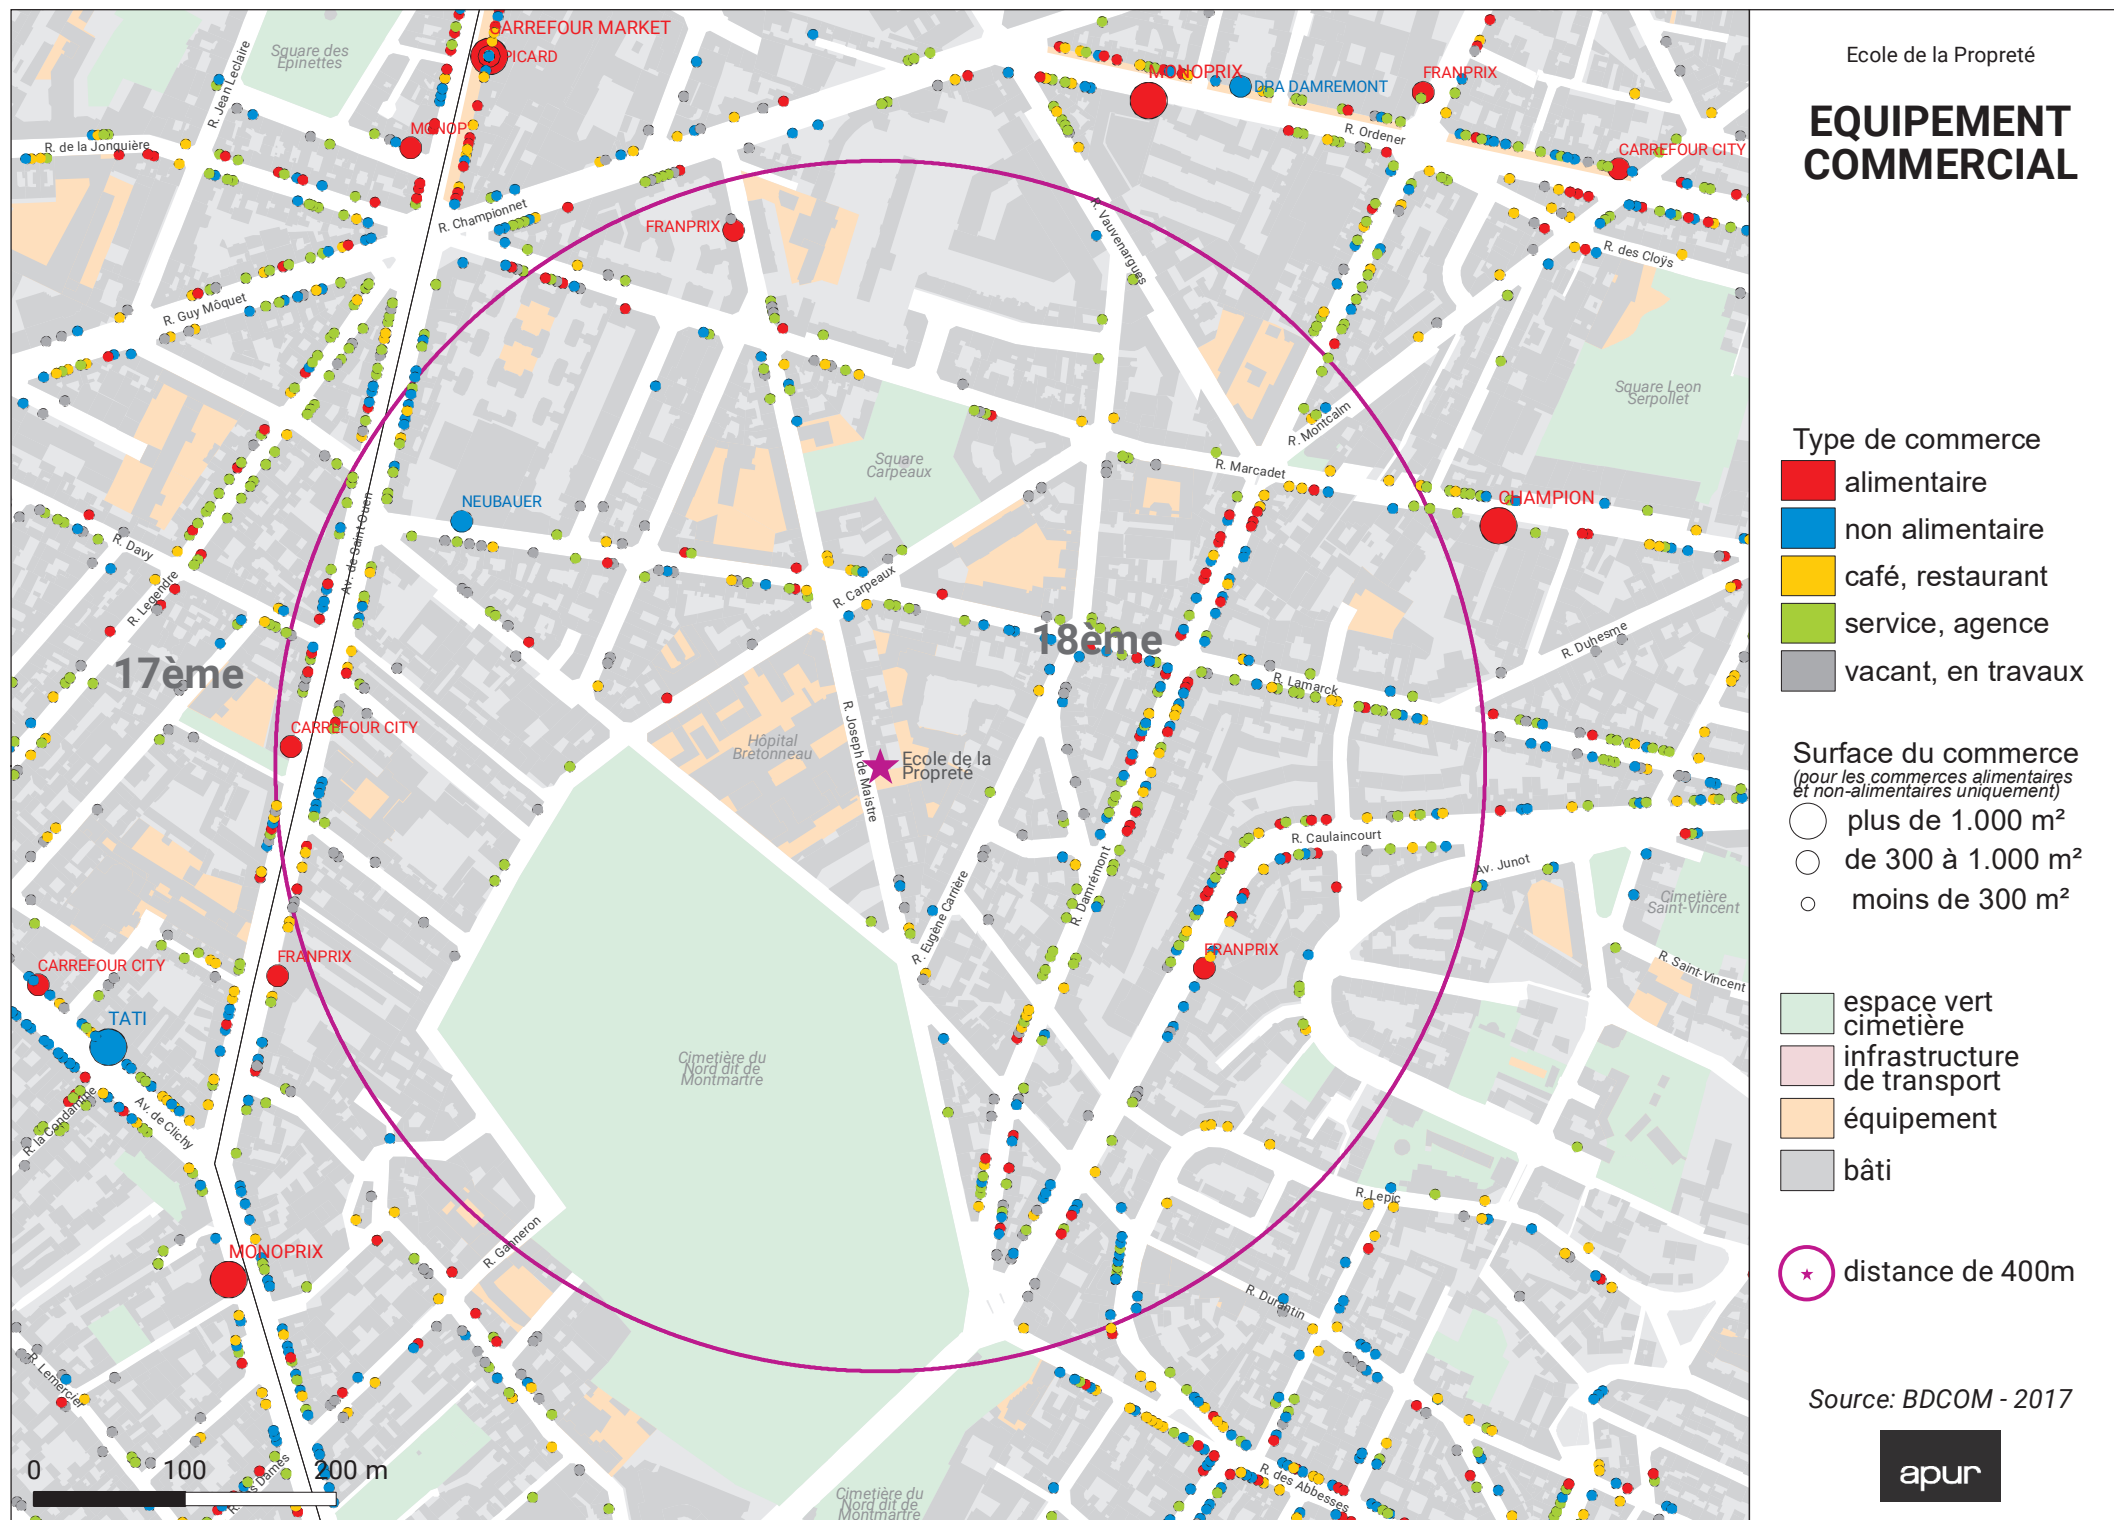 Ecole de la Propreté
EQUIPEMENT
COMMERCIAL
Type de commerce
alimentaire
non alimentaire
café, restaurant
service, agence
vacant, en travaux
Surface du commerce
(pour les commerces alimentaires
et non-alimentaires uniquement)
plus de 1.000 m²
de 300 à 1.000 m²
moins de 300 m²
espace vert
cimetière
infrastructure
de transport
équipement
bâti
distance de 400m
Source: BDCOM - 2017
apur
CARREFOUR MARKET
PICARD
Square des
Epinettes
R. Jean Leclaire
MONOP'
R. de la Jonquière
MONOPRIX
DPA DAMREMONT
FRANPRIX
R. Ordener
CARREFOUR CITY
R. Championnet
FRANPRIX
R. Vauvenargues
R. des Cloÿs
R. Guy Môquet
Square Leon
Serpollet
R. Montcalm
Square
Carpeaux
R. Marcadet
NEUBAUER
CHAMPION
Av. de Saint Ouen
R. Davy
R. Legendre
R. Carpeaux
18ème
17ème
R. Duhesme
R. Lamarck
CARREFOUR CITY
Hôpital
Bretonneau
R. Joseph de Maistre
Ecole de la
Propreté
R. Caulaincourt
Av. Junot
R. Damrémont
R. Eugène Carrière
Cimetière
Saint-Vincent
FRANPRIX
FRANPRIX
CARREFOUR CITY
R. Saint-Vincent
TATI
Cimetière du
Nord dit de
Montmartre
R. la Condamine
Av. de Clichy
R. Lepic
R. Ganneron
MONOPRIX
R. Durantin
R. Lemercier
R. des Dames
R. des Abbesses
Cimetière du
Nord dit de
Montmartre
0 100 200 m